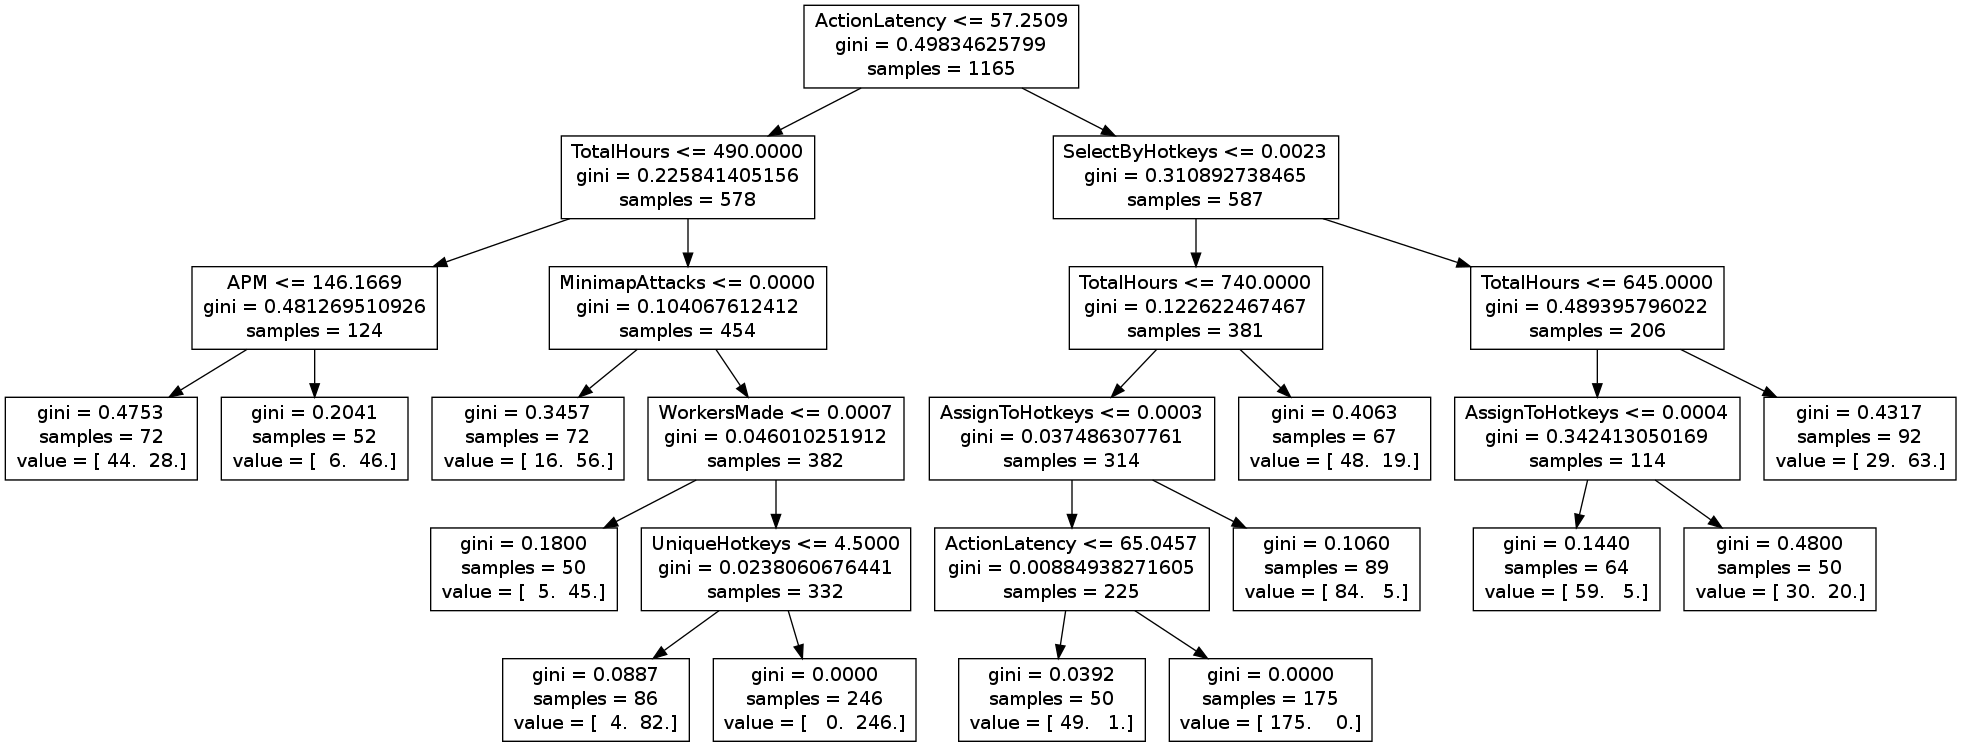 ActionLatency <= 57.2509
gini = 0.49834625799
samples = 1165
TotalHours <= 490.0000
gini = 0.225841405156
samples = 578
SelectByHotkeys <= 0.0023
gini = 0.310892738465
samples = 587
APM <= 146.1669
gini = 0.481269510926
samples = 124
MinimapAttacks <= 0.0000
gini = 0.104067612412
samples = 454
TotalHours <= 740.0000
gini = 0.122622467467
samples = 381
TotalHours <= 645.0000
gini = 0.489395796022
samples = 206
gini = 0.4753
samples = 72
value = [ 44.  28.]
gini = 0.2041
samples = 52
value = [  6.  46.]
gini = 0.3457
samples = 72
value = [ 16.  56.]
WorkersMade <= 0.0007
gini = 0.046010251912
samples = 382
AssignToHotkeys <= 0.0003
gini = 0.037486307761
samples = 314
gini = 0.4063
samples = 67
value = [ 48.  19.]
AssignToHotkeys <= 0.0004
gini = 0.342413050169
samples = 114
gini = 0.4317
samples = 92
value = [ 29.  63.]
gini = 0.1800
samples = 50
value = [  5.  45.]
UniqueHotkeys <= 4.5000
gini = 0.0238060676441
samples = 332
ActionLatency <= 65.0457
gini = 0.00884938271605
samples = 225
gini = 0.1060
samples = 89
value = [ 84.   5.]
gini = 0.1440
samples = 64
value = [ 59.   5.]
gini = 0.4800
samples = 50
value = [ 30.  20.]
gini = 0.0887
samples = 86
value = [  4.  82.]
gini = 0.0000
samples = 246
value = [   0.  246.]
gini = 0.0392
samples = 50
value = [ 49.   1.]
gini = 0.0000
samples = 175
value = [ 175.    0.]